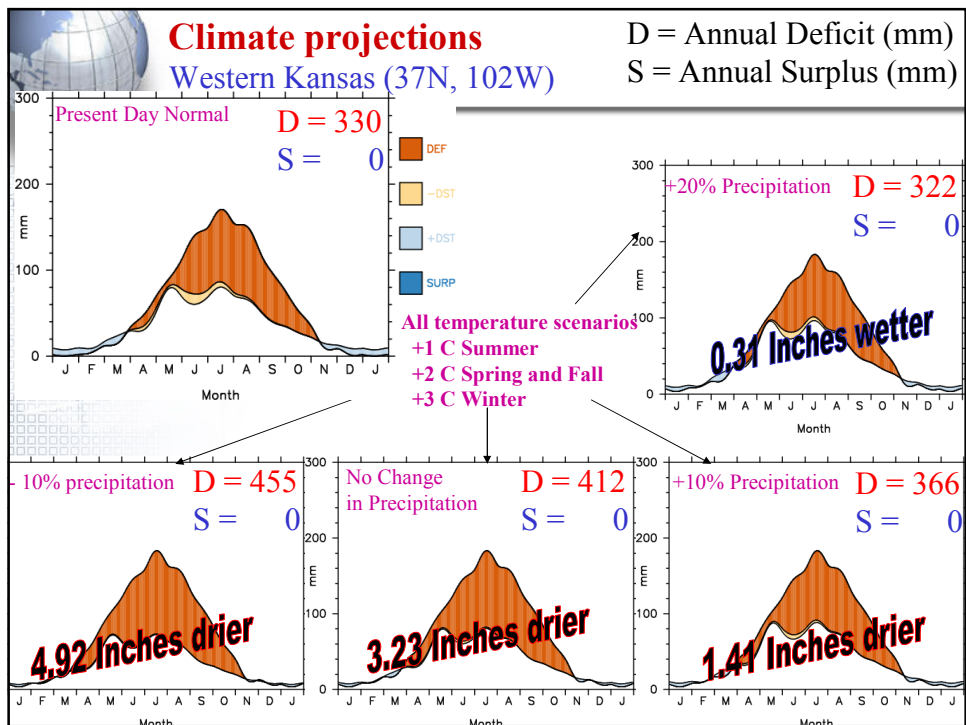 Climate projections
Western Kansas (37N, 102W)
D = Annual Deficit (mm)
S = Annual Surplus (mm)
Present Day Normal
D = 330
S = 0
300
200
100
0
mm
J F M A M J J A S O N D J
Month
DEF
-DST
+DST
SURP
All temperature scenarios
+1 C Summer
+2 C Spring and Fall
+3 C Winter
+20% Precipitation
D = 322
S = 0
300
200
100
0
mm
0.31 Inches wetter
J F M A M J J A S O N D J
Month
- 10% precipitation
D = 455
S = 0
4.92 Inches drier
J F M A M J J A S O N D J
Month
No Change
in Precipitation
D = 412
S = 0
300
200
100
0
mm
3.23 Inches drier
J F M A M J J A S O N D J
Month
+10% Precipitation
D = 366
S = 0
300
200
100
0
mm
1.41 Inches drier
J F M A M J J A S O N D J
Month